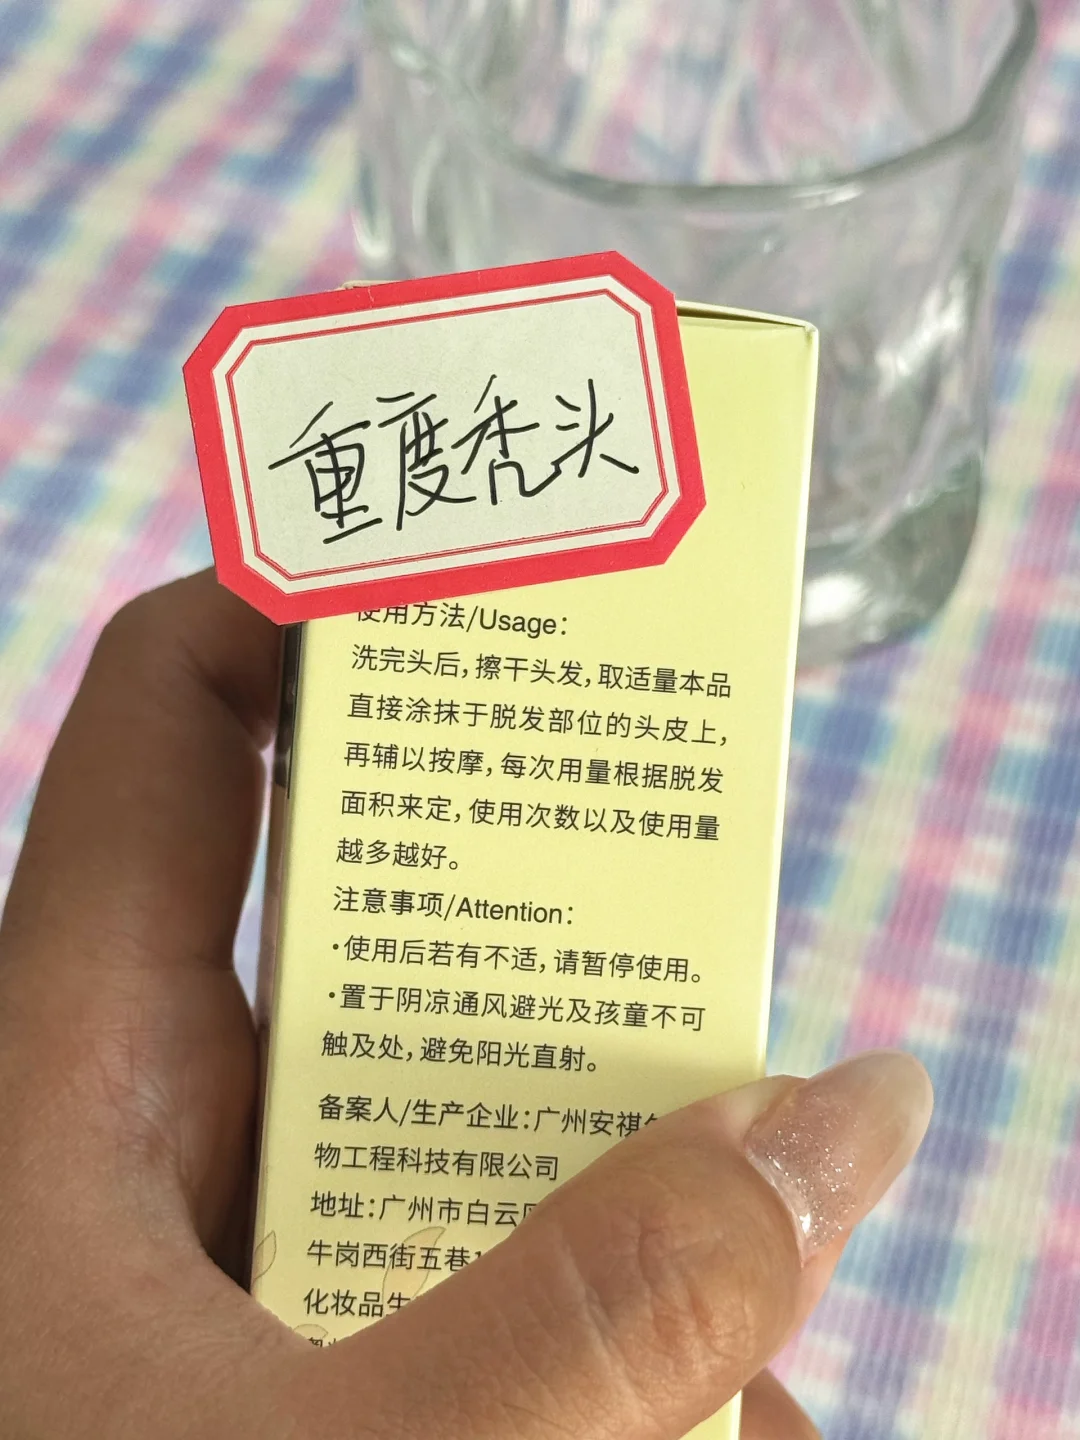 重度秃头
使用方法/Usage：
洗完头后，擦干头发，取适量本品
直接涂抹于脱发部位的头皮上，
再辅以按摩，每次用量根据脱发
面积来定，使用次数以及使用量
越多越好。
注意事项/Attention：
·使用后若有不适，请暂停使用。
·置于阴凉通风避光及孩童不可
触及处，避免阳光直射。
备案人/生产企业：广州安祺
物工程科技有限公司
地址：广州市白云
牛岗西街五巷
化妆品生